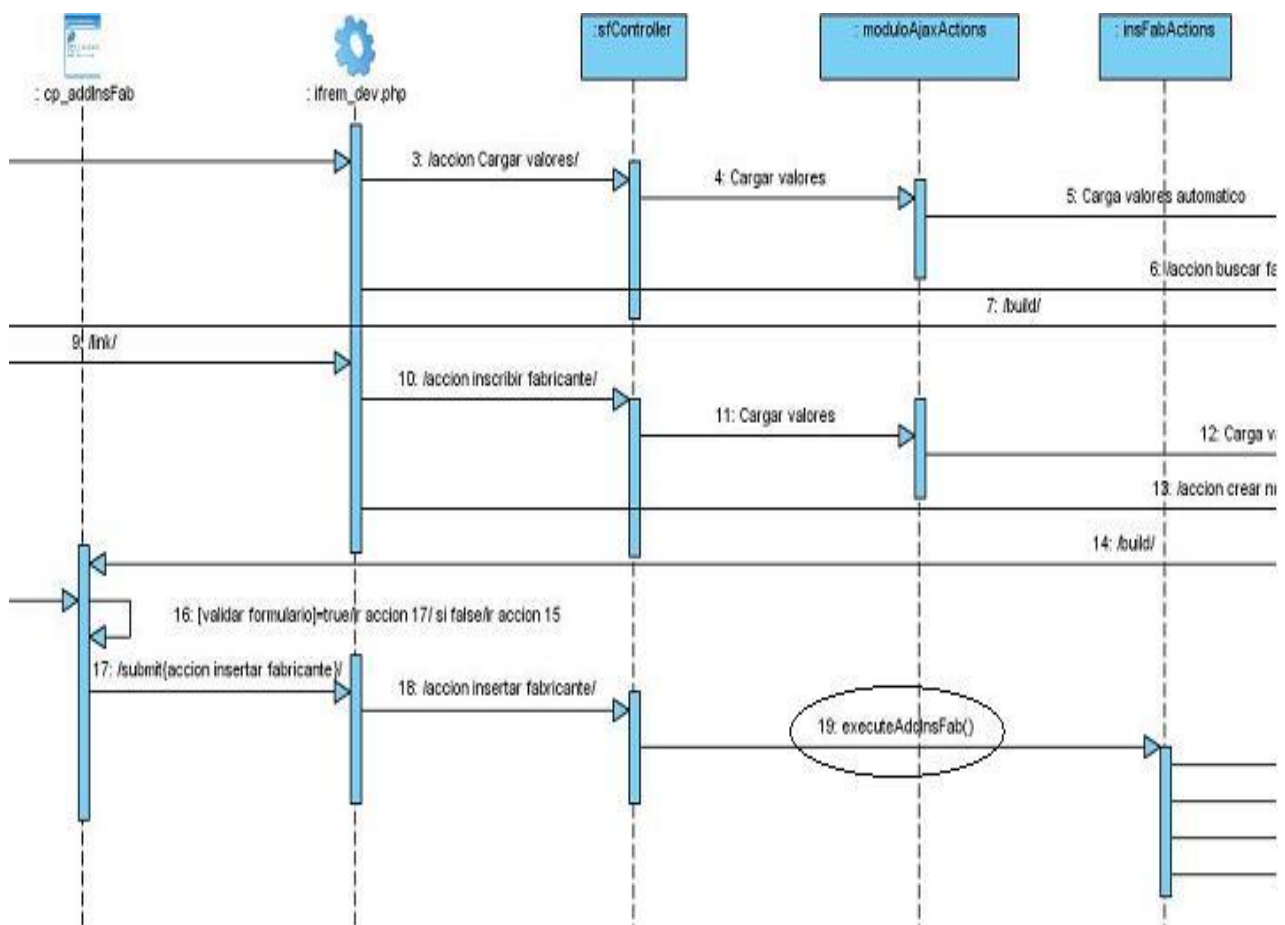 :sfController
: moduloAjaxActions
: insFabActions
: cp_addInsFab
: ifrem_dev.php
3: /accion Cargar valores/
4: Cargar valores
5: Carga valores automatico
6: /accion buscar fa
7: /build/
9: /link/
10: /accion inscribir fabricante/
11: Cargar valores
12: Carga v
13: /accion crear n
14: /build/
16: [validar formulario]=true/ir accion 17/ si false/ir accion 15
17: /submit{accion insertar fabricante}/
18: /accion insertar fabricante/
19: executeAddInsFab()